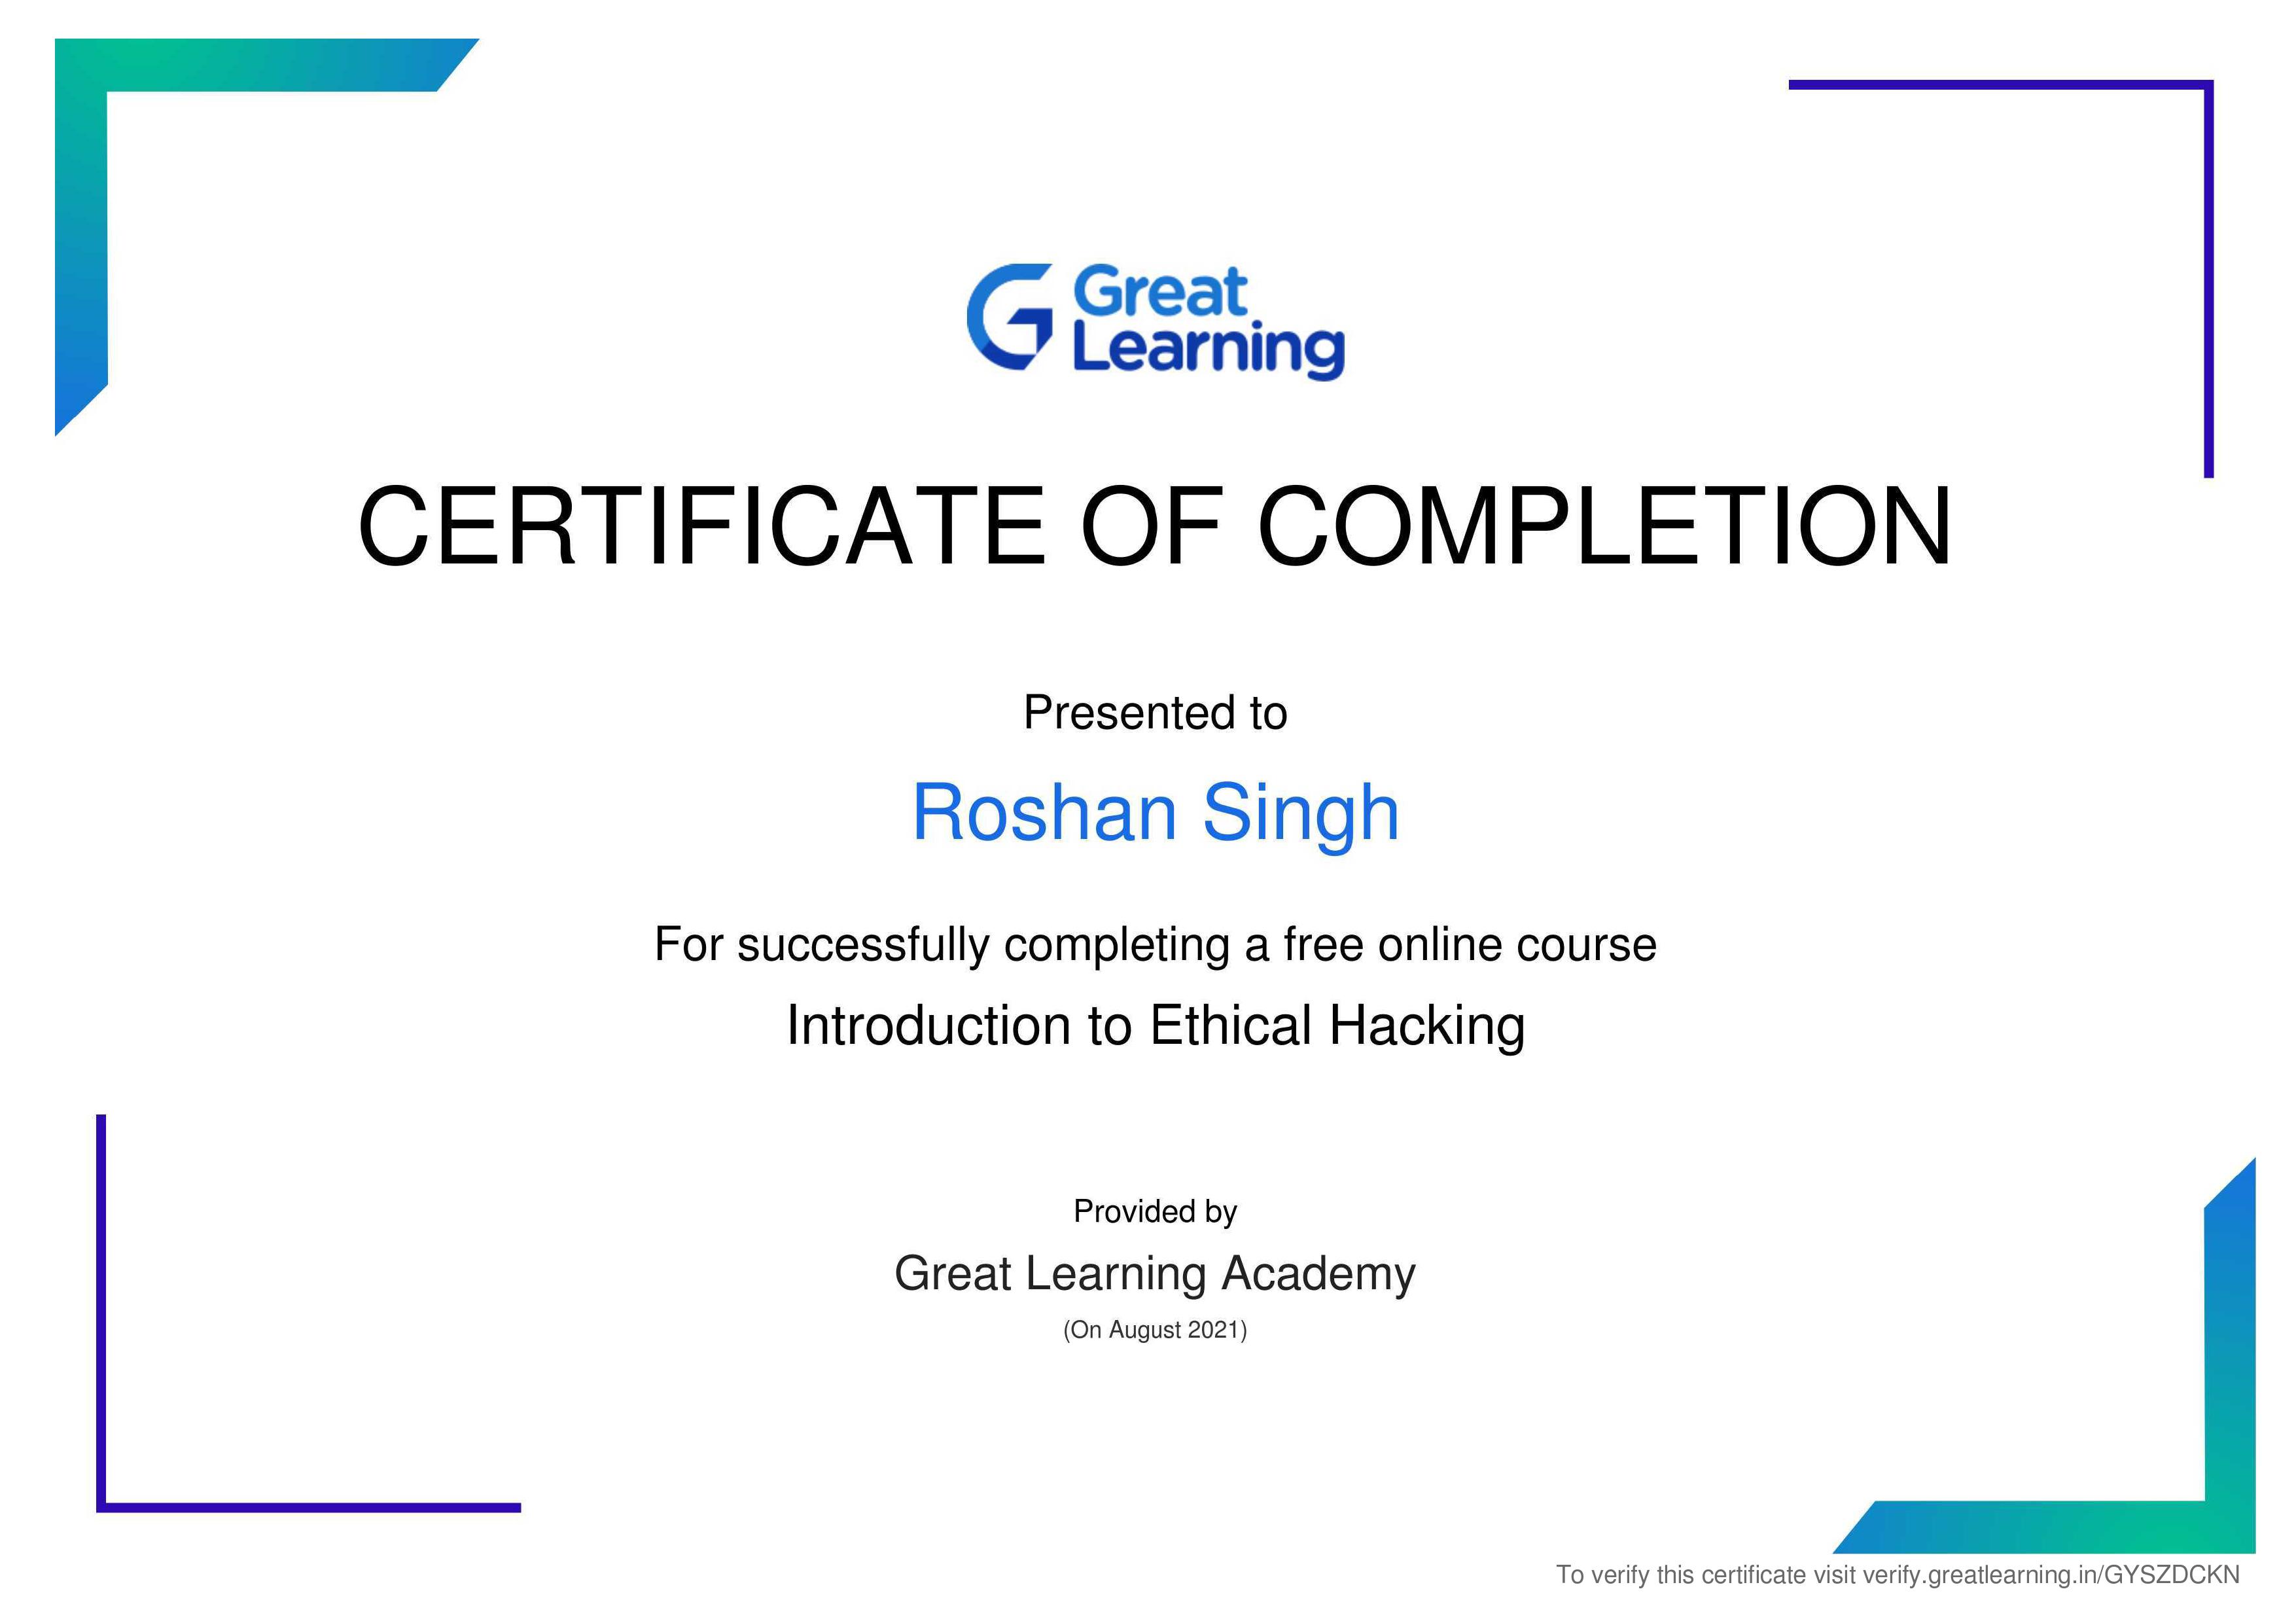 Great
Learning
CERTIFICATE OF COMPLETION
Presented to
Roshan Singh
For successfully completing a free online course
Introduction to Ethical Hacking
Provided by
Great Learning Academy
(On August 2021)
To verify this certificate visit verify.greatlearning.in/GYSZDCKN